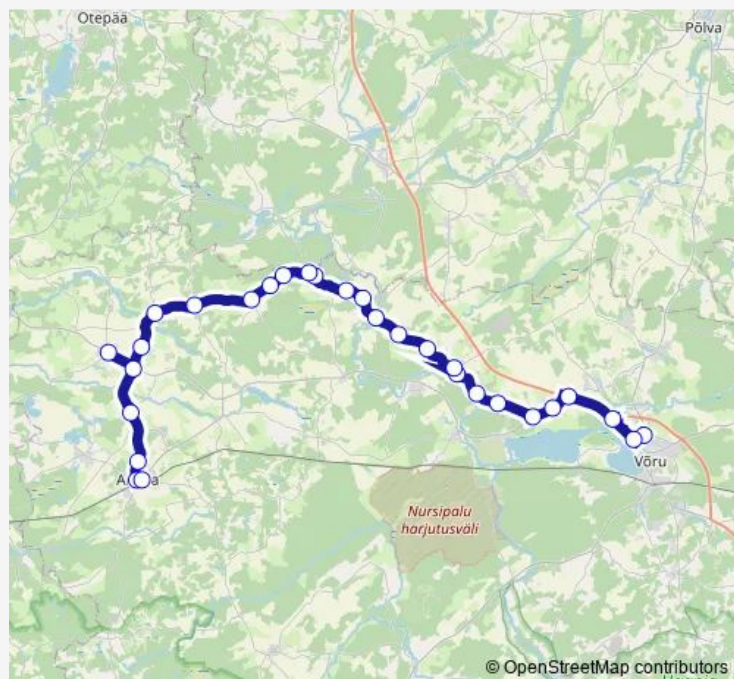 Otepää
Põlva
Võru
Nursipalu
harjutusväli
© OpenStreetMap contributors